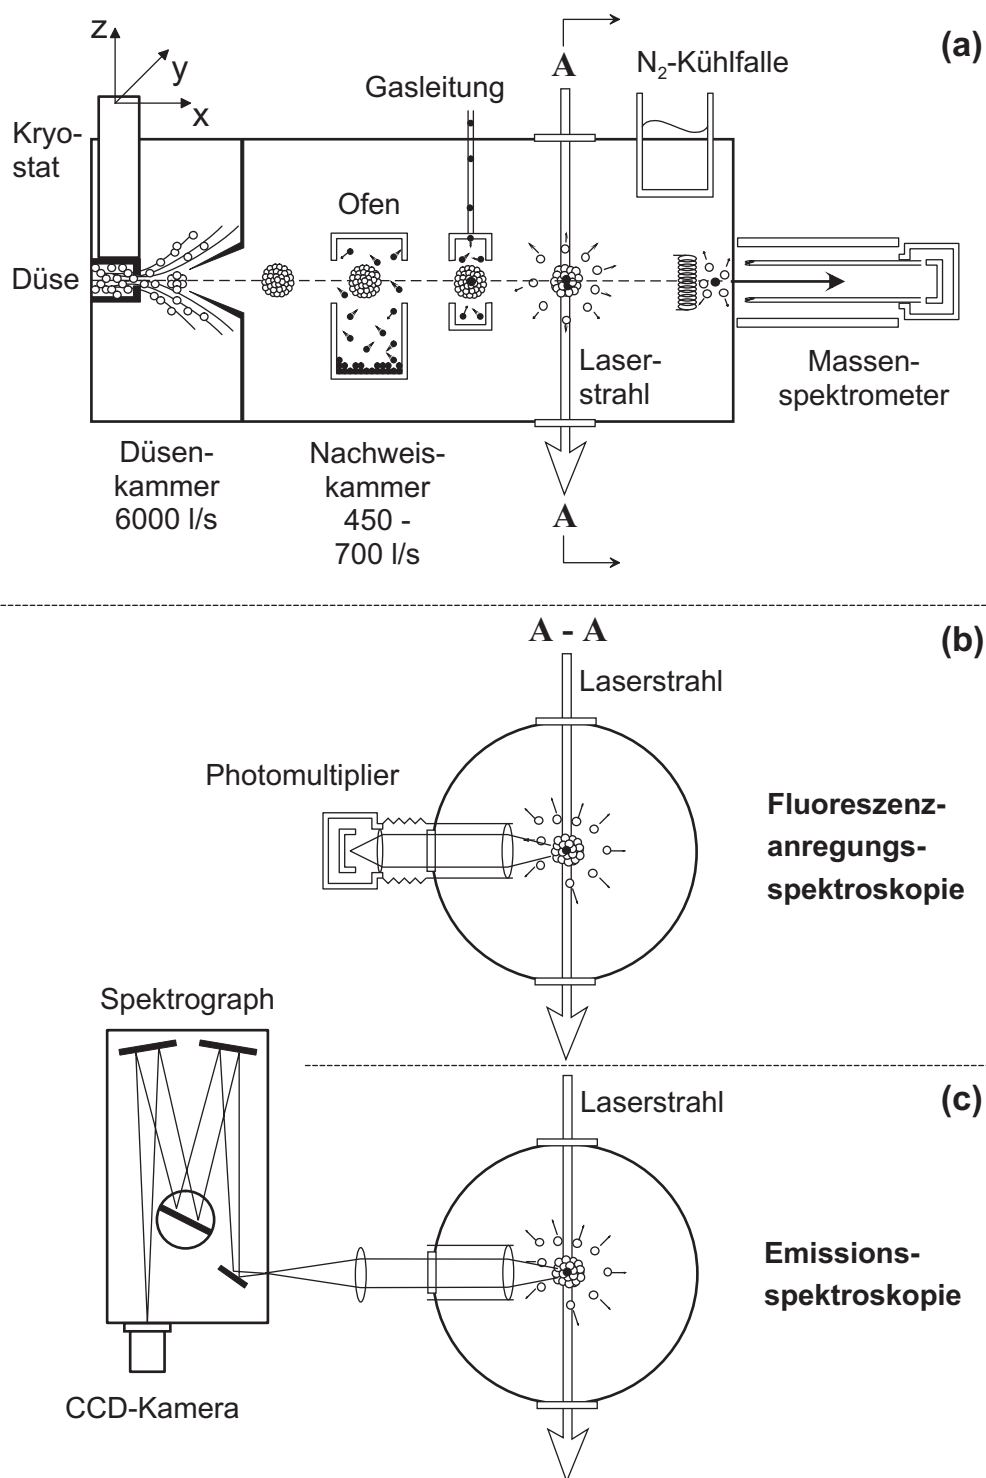 (a)
z
y
x
A
N2-Kühlfalle
Gasleitung
Kryo-
stat
Ofen
Düse
Laser-
strahl
Massen-
spektrometer
Düsen-
kammer
6000 l/s
Nachweis-
kammer
450 -
700 l/s
A
A - A
(b)
Laserstrahl
Photomultiplier
Fluoreszenz-
anregungs-
spektroskopie
Spektrograph
(c)
Laserstrahl
Emissions-
spektroskopie
CCD-Kamera